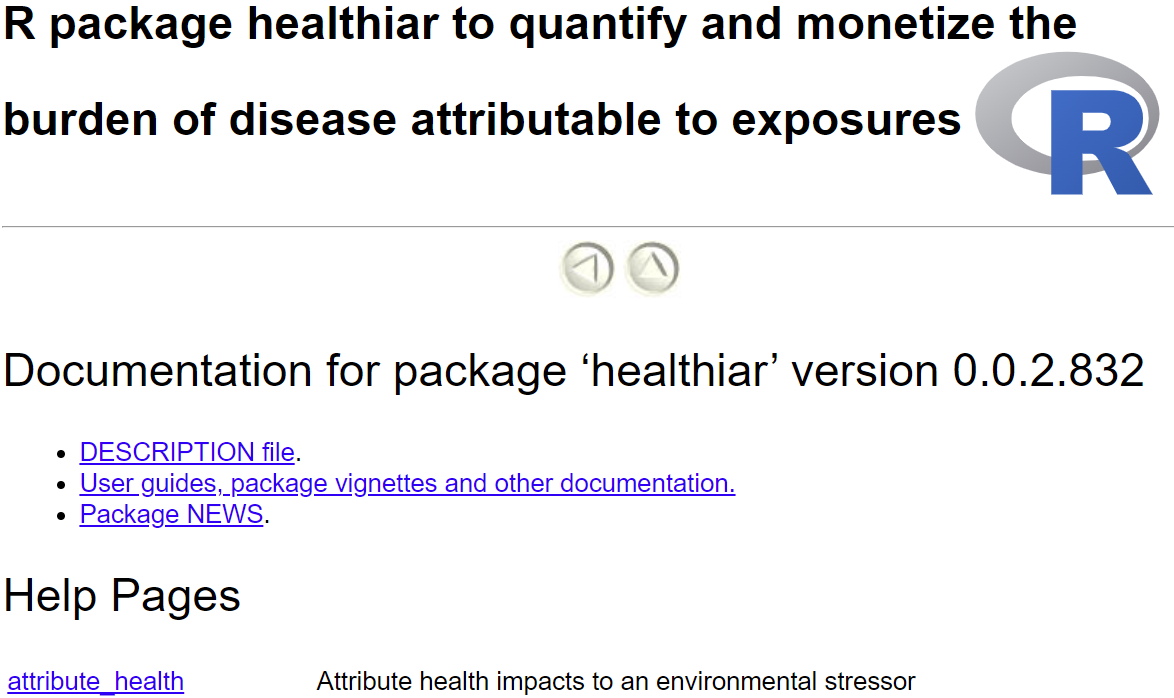 R package healthiar to quantify and monetize the
burden of disease attributable to exposures
R
Documentation for package ‘healthiar’ version 0.0.2.832
DESCRIPTION file.
User guides, package vignettes and other documentation.
Package NEWS.
Help Pages
attribute_health Attribute health impacts to an environmental stressor